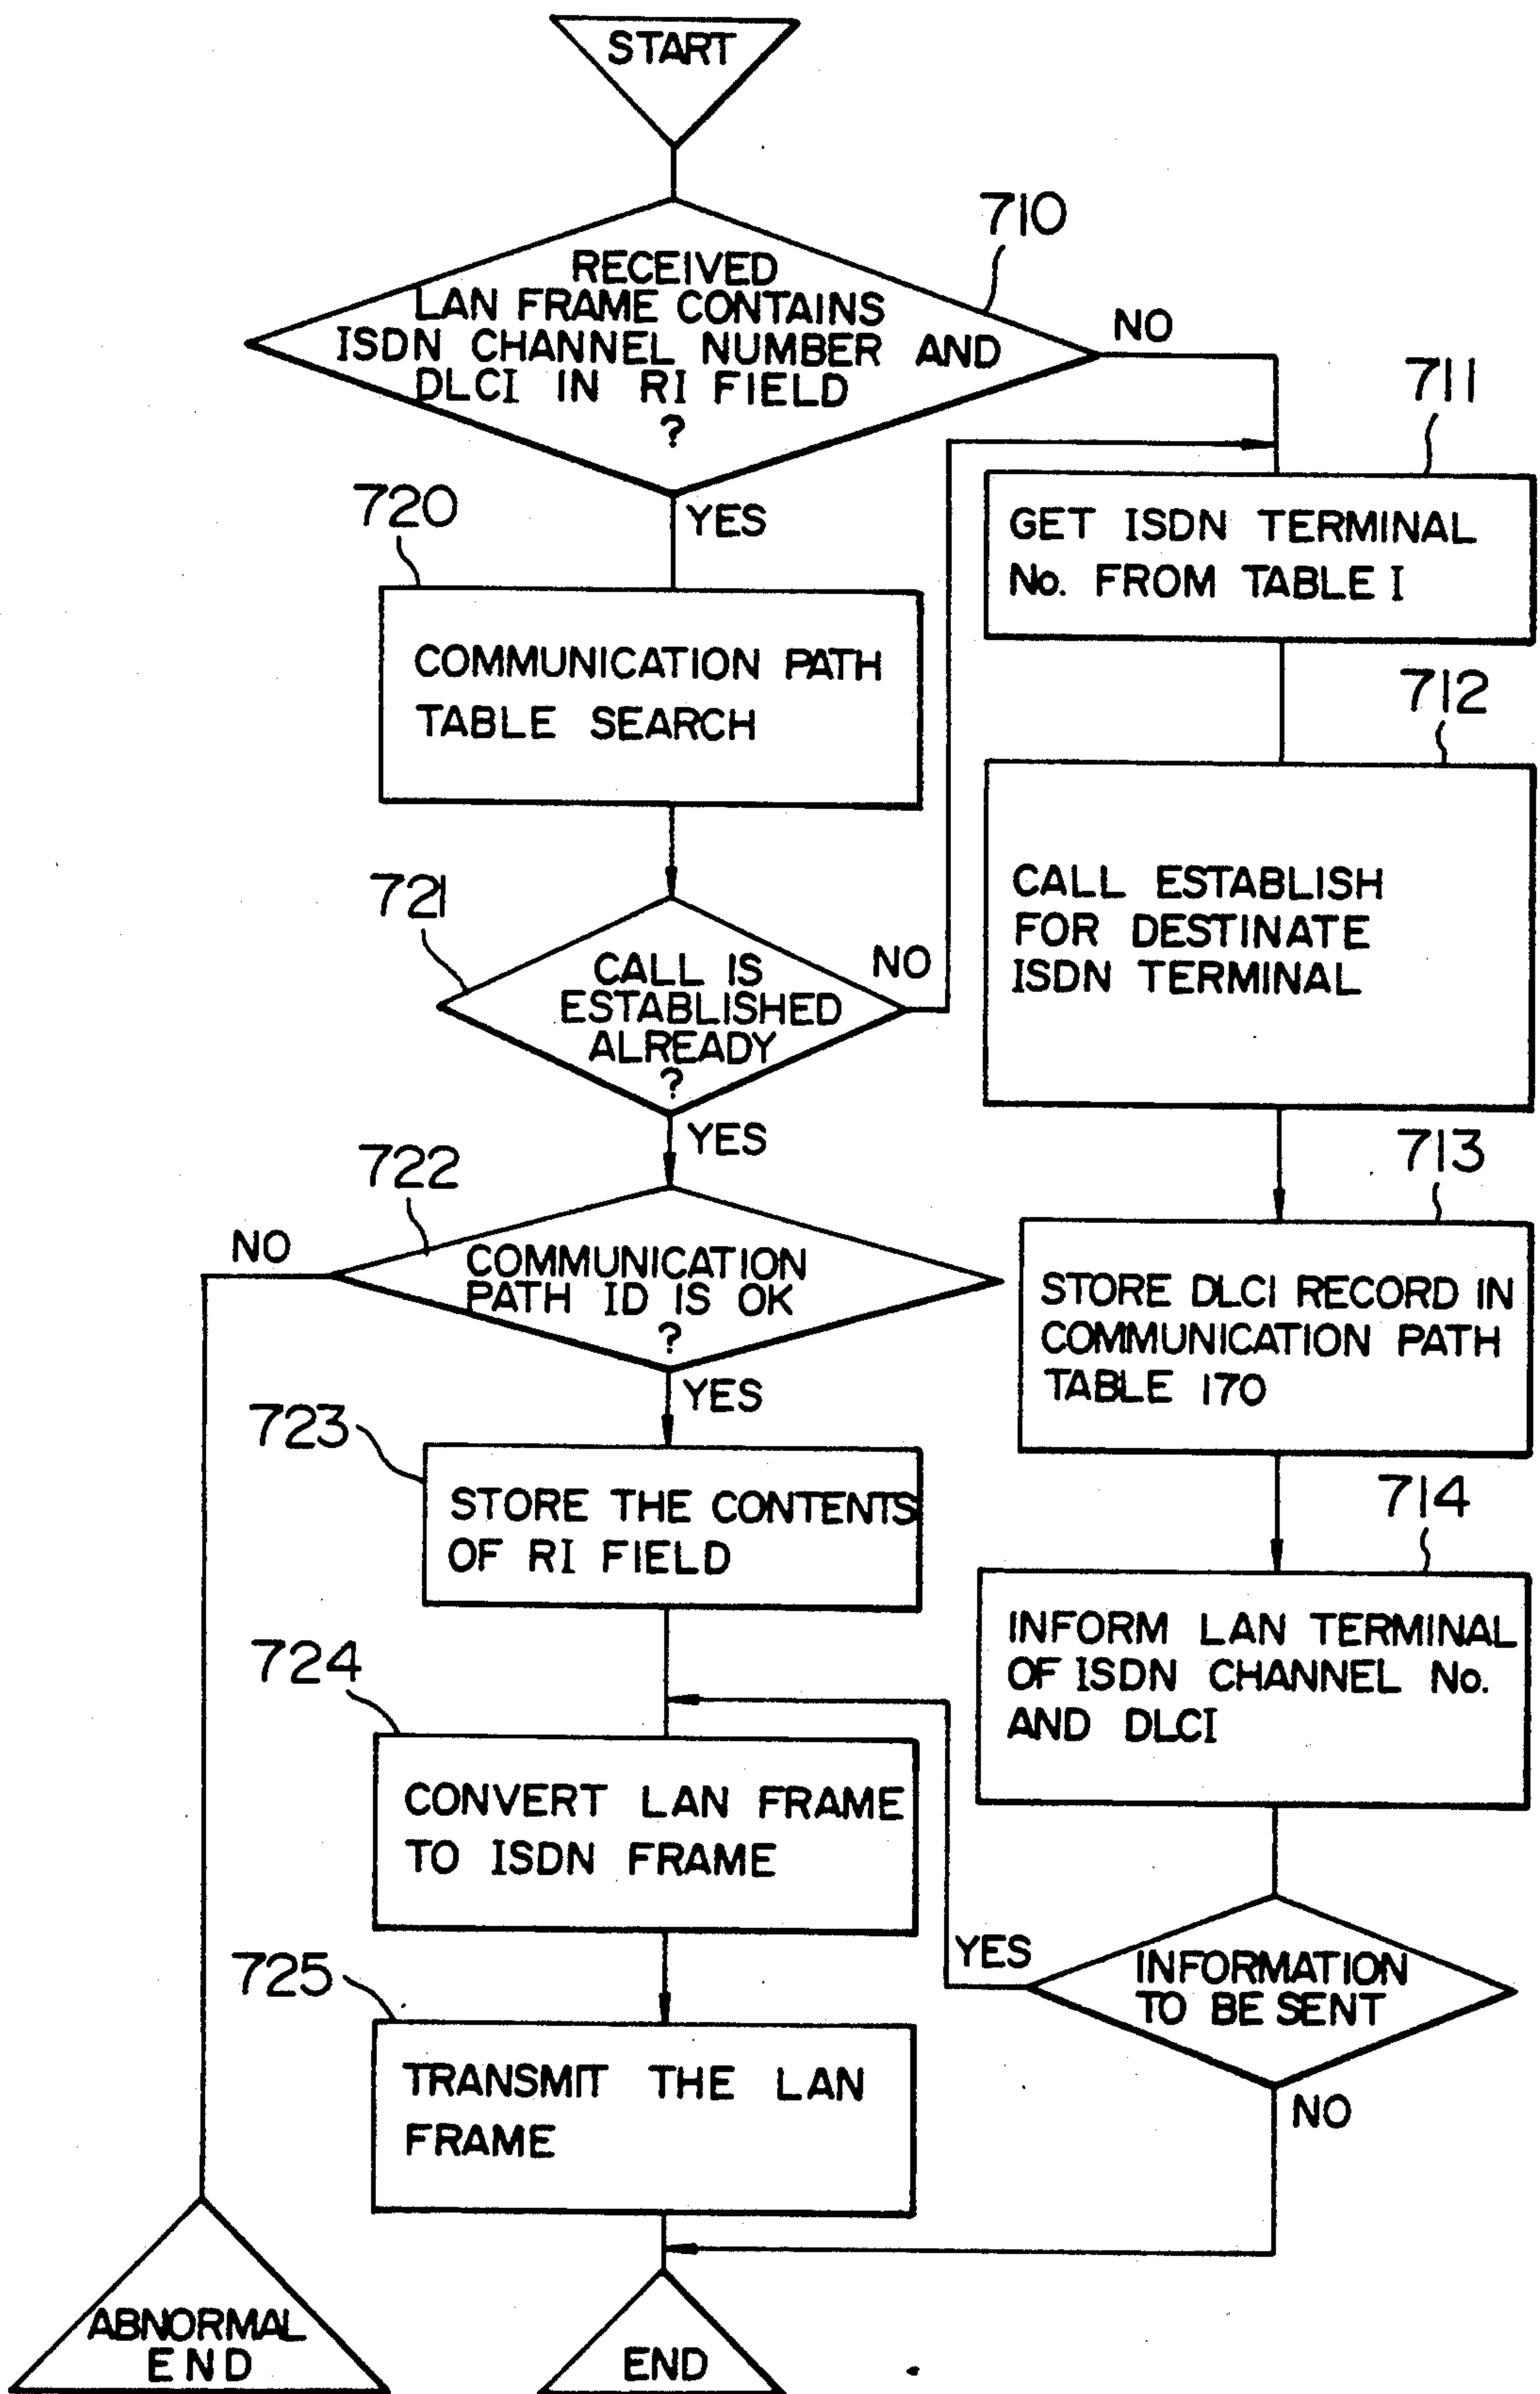 START
710
RECEIVED
LAN FRAME CONTAINS
ISDN CHANNEL NUMBER AND
DLCI IN RI FIELD
?
NO
YES
711
GET ISDN TERMINAL
No. FROM TABLE I
720
COMMUNICATION PATH
TABLE SEARCH
712
CALL ESTABLISH
FOR DESTINATE
ISDN TERMINAL
721
CALL IS
ESTABLISHED
ALREADY
?
NO
YES
713
STORE DLCI RECORD IN
COMMUNICATION PATH
TABLE 170
722
NO
COMMUNICATION
PATH ID IS OK
?
YES
723
STORE THE CONTENTS
OF RI FIELD
714
INFORM LAN TERMINAL
OF ISDN CHANNEL No.
AND DLCI
724
CONVERT LAN FRAME
TO ISDN FRAME
YES
INFORMATION
TO BE SENT
NO
725
TRANSMIT THE LAN
FRAME
ABNORMAL
END
END